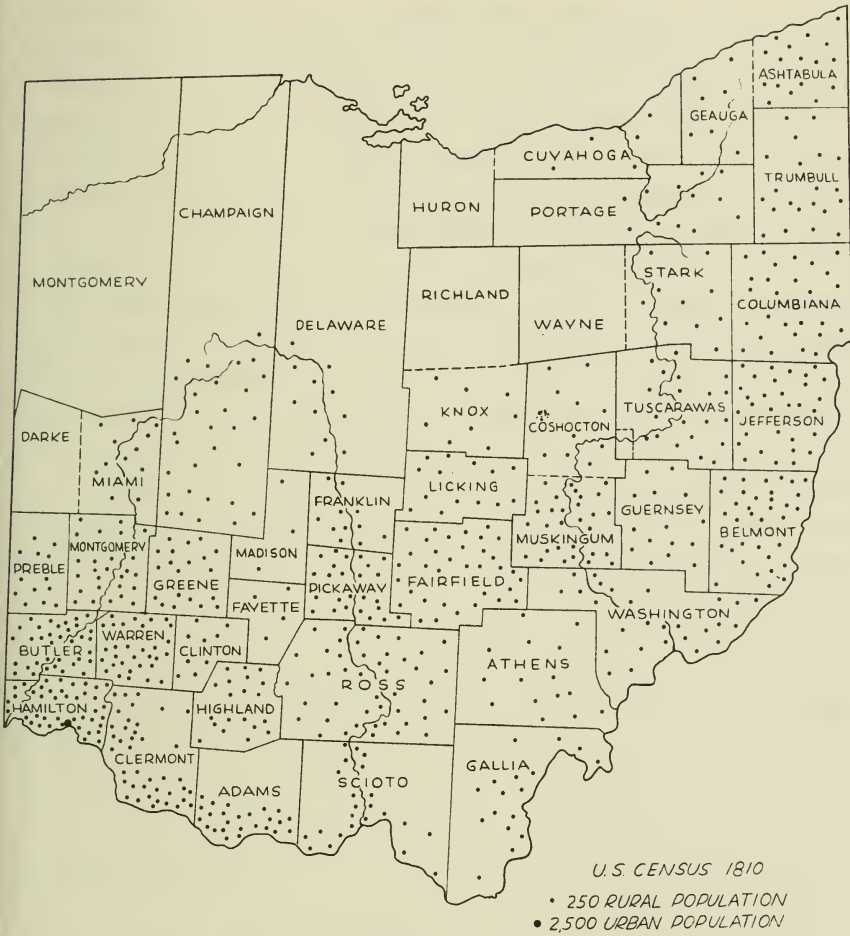 ASHTABULA
GEAUGA
CUYAHOGA
TRUMBULL
HURON
PORTAGE
CHAMPAIGN
MONTGOMERY
STARK
RICHLAND
COLUMBIANA
DELAWARE
WAYNE
KNOX
TUSCARAWAS
COSHOCTON
JEFFERSON
DARKE
MIAMI
LICKING
FRANKLIN
GUERNSEY
BELMONT
MONTGOMERY
MUSKINGUM
MADISON
PREBLE
GREENE
PICKAWAY
FAIRFIELD
FAYETTE
WASHINGTON
WARREN
BUTLER
CLINTON
ATHENS
ROSS
HAMILTON
HIGHLAND
CLERMONT
GALLIA
SCIOTO
ADAMS
U.S. CENSUS 1810
• 250 RURAL POPULATION
● 2,500 URBAN POPULATION